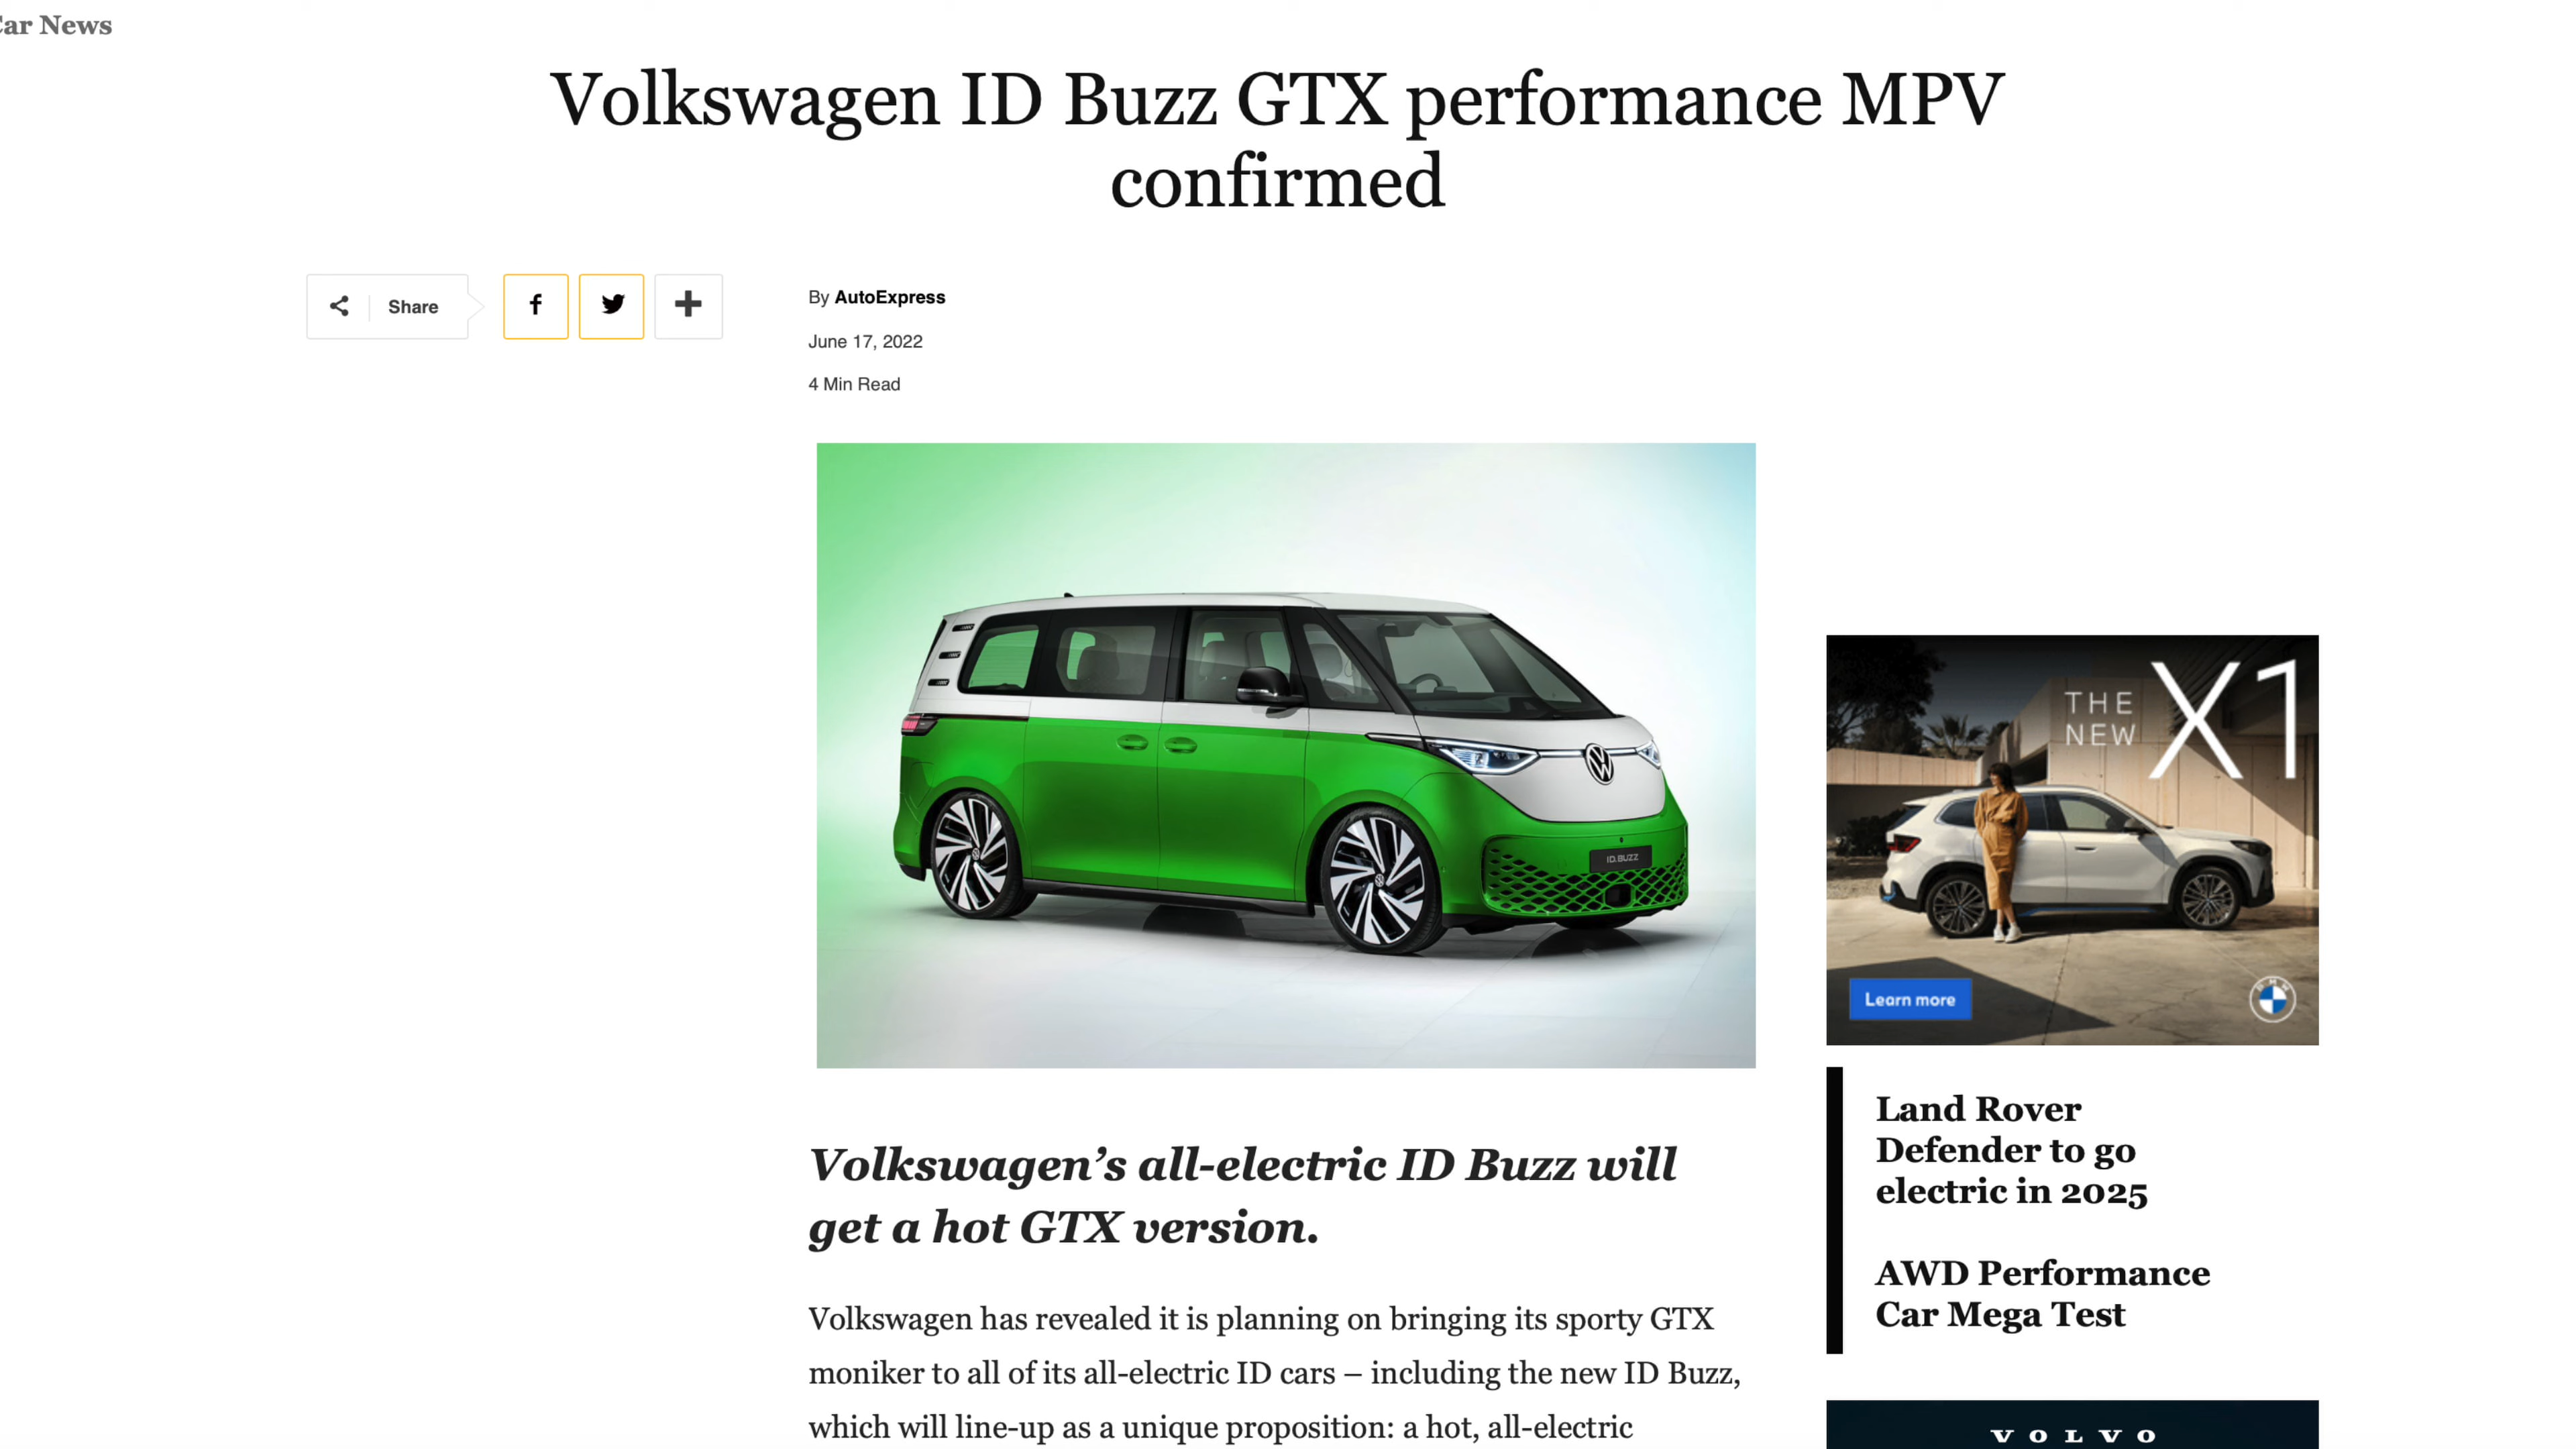 Car News
Volkswagen ID Buzz GTX performance MPV
confirmed
Share
By AutoExpress
June 17, 2022
4 Min Read
ID.BUZZ
THE
NEW
X1
Learn more
Volkswagen’s all-electric ID Buzz will
get a hot GTX version.
Volkswagen has revealed it is planning on bringing its sporty GTX
moniker to all of its all-electric ID cars – including the new ID Buzz,
which will line-up as a unique proposition: a hot, all-electric
Land Rover
Defender to go
electric in 2025
AWD Performance
Car Mega Test
VOLVO